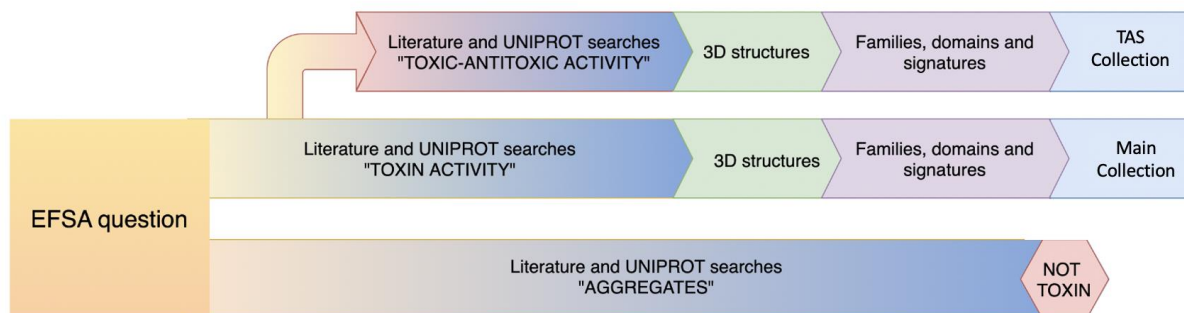 Literature and UNIPROT searches
"TOXIC-ANTITOXIC ACTIVITY"
3D structures
Families, domains and
signatures
TAS
Collection
Literature and UNIPROT searches
"TOXIN ACTIVITY"
3D structures
Families, domains and
signatures
Main
Collection
EFSA question
Literature and UNIPROT searches
"AGGREGATES"
NOT
TOXIN